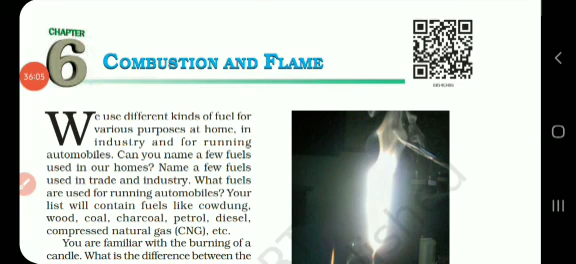 CHAPTER
6
COMBUSTION AND FLAME
36:05
We use different kinds of fuel for
various purposes at home, in
industry and for running
automobiles. Can you name a few fuels
used in our homes? Name a few fuels
used in trade and industry. What fuels
are used for running automobiles? Your
list will contain fuels like cowdung,
wood, coal, charcoal, petrol, diesel,
compressed natural gas (CNG), etc.
You are familiar with the burning of a
candle. What is the difference between the